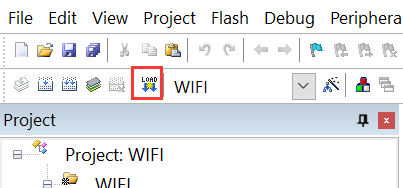 File Edit View Project Flash Debug Periphera
LOAD WIFI
Project
Project: WIFI
WIFI